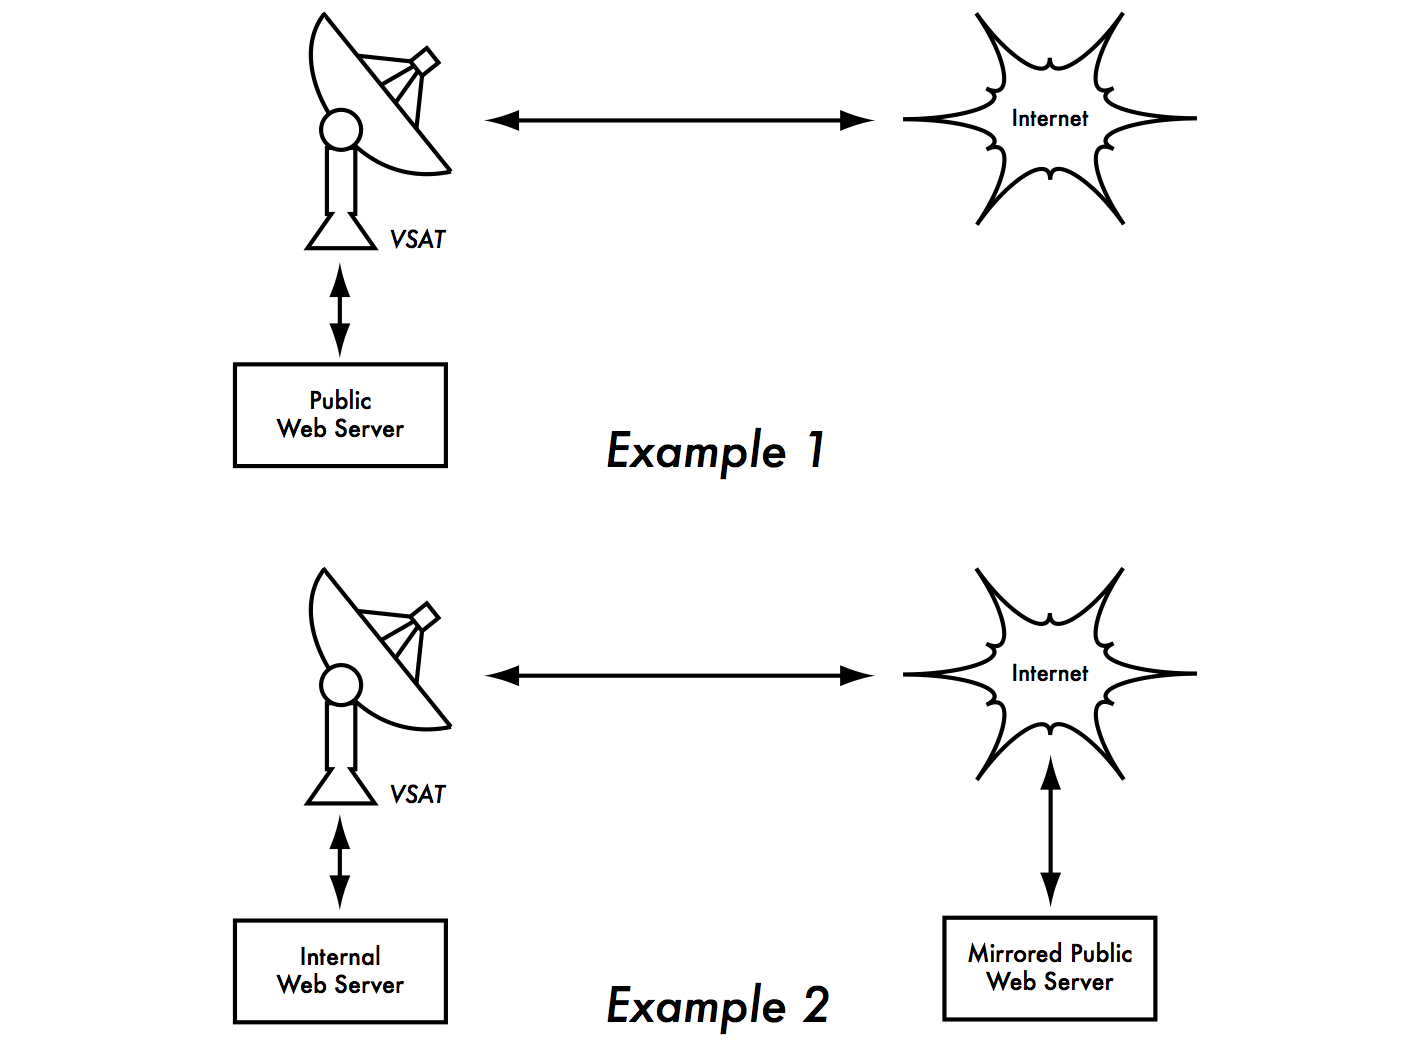 Internet
VSAT
Public
Web Server
Example 1
Internet
VSAT
Internal
Web Server
Mirrored Public
Web Server
Example 2